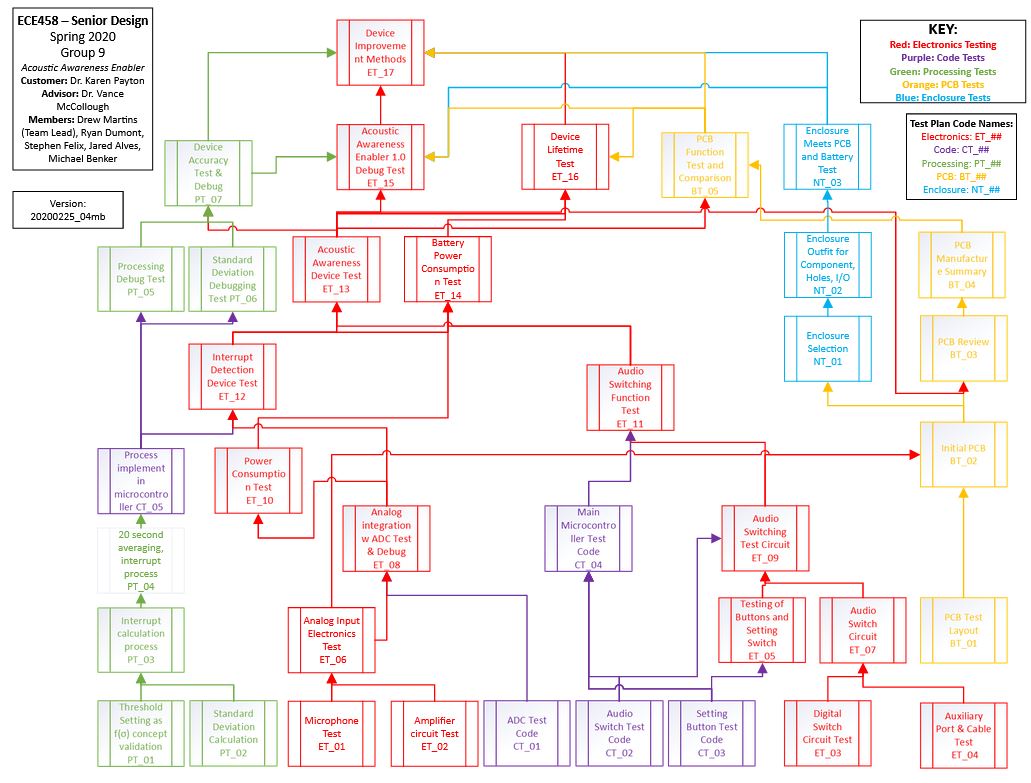 ECE458 – Senior Design
Spring 2020
Group 9
Acoustic Awareness Enabler
Customer: Dr. Karen Payton
Advisor: Dr. Vance
McCollough
Members: Drew Martins
(Team Lead), Ryan Dumont,
Stephen Felix, Jared Alves,
Michael Benker
Version:
20200225_04mb
KEY:
Red: Electronics Testing
Purple: Code Tests
Green: Processing Tests
Orange: PCB Tests
Blue: Enclosure Tests
Test Plan Code Names:
Electronics: ET_##
Code: CT_##
Processing: PT_##
PCB: BT_##
Enclosure: NT_##
Device
Improveme
nt Methods
ET_17
Device
Accuracy
Test &
Debug
PT_07
Acoustic
Awareness
Enabler 1.0
Debug Test
ET_15
Device
Lifetime
Test
ET_16
PCB
Function
Test and
Comparison
BT_05
Enclosure
Meets PCB
and Battery
Test
NT_03
Processing
Debug Test
PT_05
Standard
Deviation
Debugging
Test PT_06
Acoustic
Awareness
Device Test
ET_13
Battery
Power
Consumptio
n Test
ET_14
Enclosure
Outfit for
Component,
Holes, I/O
NT_02
PCB
Manufactur
e Summary
BT_04
Interrupt
Detection
Device Test
ET_12
Audio
Switching
Function
Test
ET_11
Enclosure
Selection
NT_01
PCB Review
BT_03
Process
implement
in
microcontro
ller CT_05
Power
Consumptio
n Test
ET_10
Initial PCB
BT_02
20 second
averaging,
interrupt
process
PT_04
Analog
integration
w ADC Test
& Debug
ET_08
Main
Microcontro
ller Test
Code
CT_04
Audio
Switching
Test Circuit
ET_09
Interrupt
calculation
process
PT_03
Analog Input
Electronics
Test
ET_06
Testing of
Buttons and
Setting
Switch
ET_05
Audio
Switch
Circuit
ET_07
PCB Test
Layout
BT_01
Threshold
Setting as
f(σ) concept
validation
PT_01
Standard
Deviation
Calculation
PT_02
Microphone
Test
ET_01
Amplifier
circuit Test
ET_02
ADC Test
Code
CT_01
Audio
Switch Test
Code
CT_02
Setting
Button Test
Code
CT_03
Digital
Switch
Circuit Test
ET_03
Auxiliary
Port & Cable
Test
ET_04